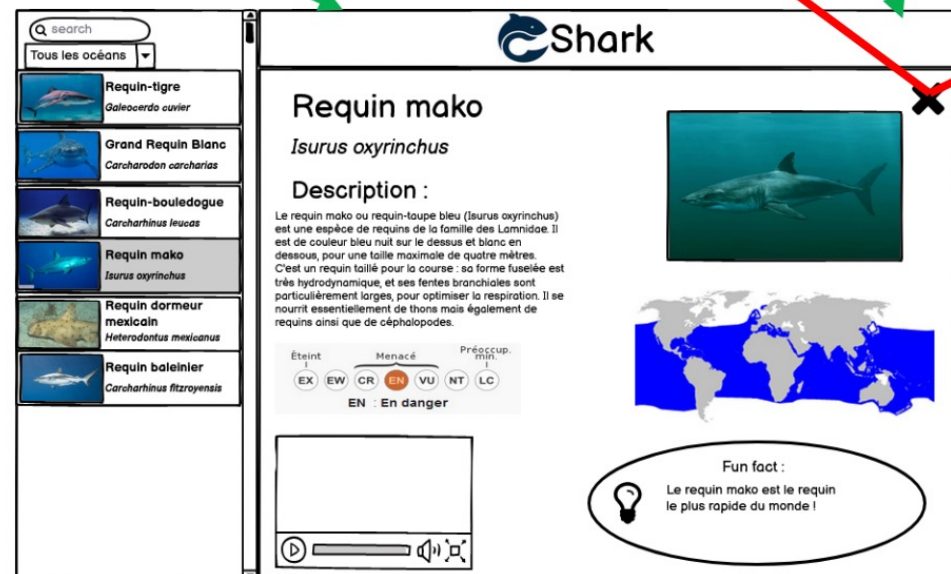 search
Tous les océans
Requin-tigre
Galeocerdo cuvier
Grand Requin Blanc
Carcharodon carcharias
Requin-bouledogue
Carcharhinus leucas
Requin mako
Isurus oxyrinchus
Requin dormeur
mexicain
Heterodontus mexicanus
Requin baleinier
Carcharhinus fitzroyensis
Shark
Requin mako
Isurus oxyrinchus
Description :
Le requin mako ou requin-taupe bleu (Isurus oxyrinchus)
est une espèce de requins de la famille des Lamnidae. Il
est de couleur bleu nuit sur le dessus et blanc en
dessous, pour une taille maximale de quatre mètres.
C'est un requin taillé pour la course : sa forme fuselée est
très hydrodynamique, et ses fentes branchiales sont
particulièrement larges, pour optimiser la respiration. Il se
nourrit essentiellement de thons mais également de
requins ainsi que de céphalopodes.
Éteint Menacé Préoccup. min.
EX EW CR EN VU NT LC
EN : En danger
Fun fact :
Le requin mako est le requin
le plus rapide du monde !